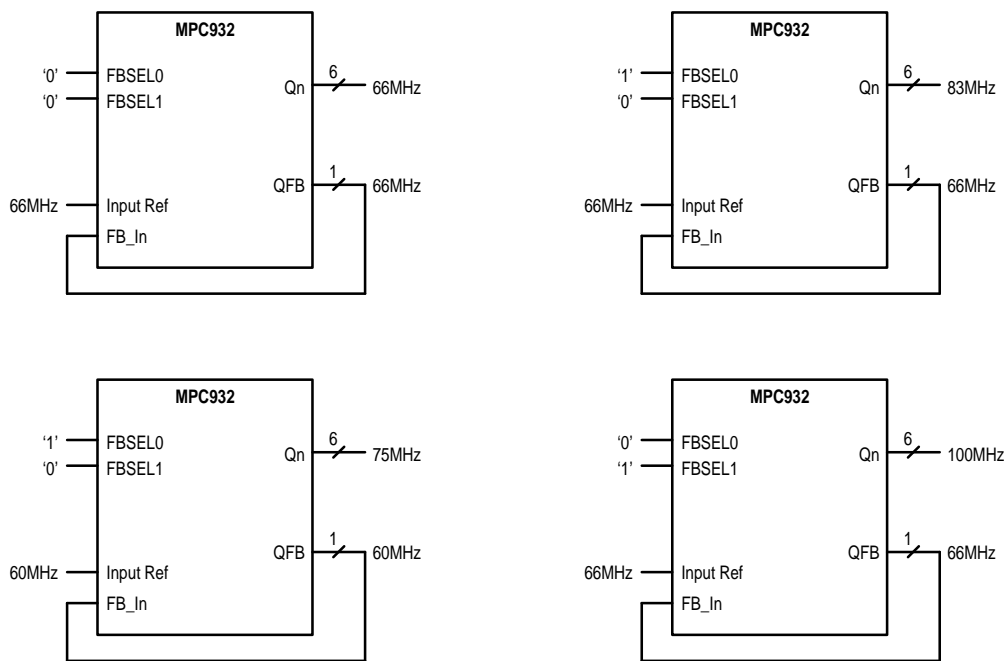 MPC932
‘0’ FBSEL0
‘0’ FBSEL1
Qn 6 66MHz
QFB 1 66MHz
66MHz Input Ref
FB_In
MPC932
‘1’ FBSEL0
‘0’ FBSEL1
Qn 6 83MHz
QFB 1 66MHz
66MHz Input Ref
FB_In
MPC932
‘1’ FBSEL0
‘0’ FBSEL1
Qn 6 75MHz
QFB 1 60MHz
60MHz Input Ref
FB_In
MPC932
‘0’ FBSEL0
‘1’ FBSEL1
Qn 6 100MHz
QFB 1 66MHz
66MHz Input Ref
FB_In